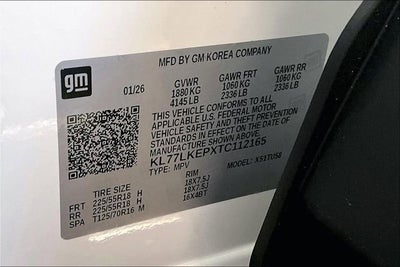 gm
MFD BY GM KOREA COMPANY
01/26 GVWR GAWR FRT GAWR RR
1880 KG 1060 KG 1060 KG
4145 LB 2336 LB 2336 LB
THIS VEHICLE CONFORMS TO ALL
APPLICABLE U.S. FEDERAL MOTOR
VEHICLE SAFETY AND THEFT PREVENTION
STANDARDS IN EFFECT ON THE DATE OF
MANUFACTURE SHOWN ABOVE.
KL77LKEPXTC112165
TYPE: MPV MODEL: X51TU58
TIRE SIZE RIM
FRT 225/55R18 H 18X7.5J
RR 225/55R18 H 18X7.5J
SPA T125/70R16 M 16X4BT